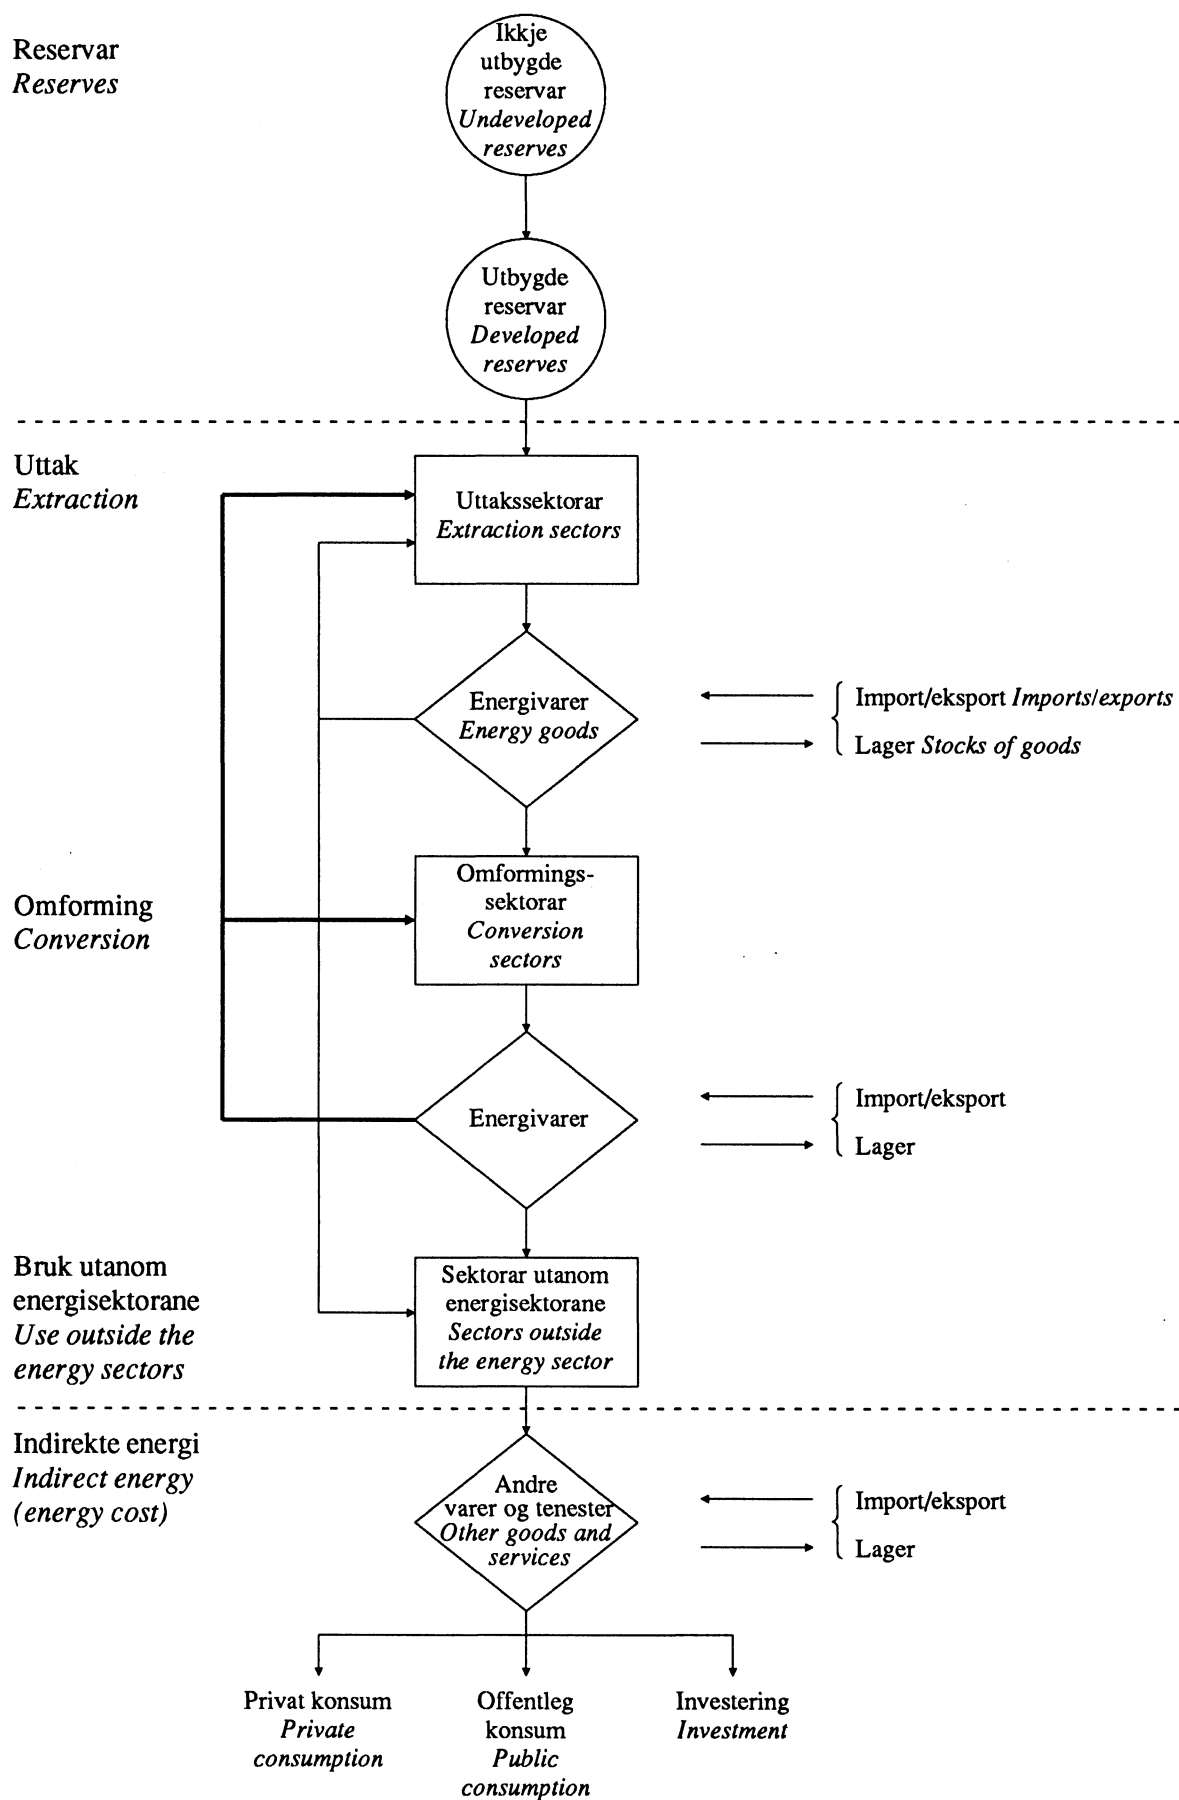 Reservar
Reserves
Ikkje
utbygde
reservar
Undeveloped
reserves
Utbygde
reservar
Developed
reserves
Uttak
Extraction
Uttakssektorar
Extraction sectors
Energivarer
Energy goods
Import/eksport Imports/exports
Lager Stocks of goods
Omforming
Conversion
Omformings-
sektorar
Conversion
sectors
Energivarer
Import/eksport
Lager
Bruk utanom
energisektorane
Use outside the
energy sectors
Sektorar utanom
energisektorane
Sectors outside
the energy sector
Indirekte energi
Indirect energy
(energy cost)
Andre
varer og tenester
Other goods and
services
Import/eksport
Lager
Privat konsum
Private
consumption
Offentleg
konsum
Public
consumption
Investering
Investment